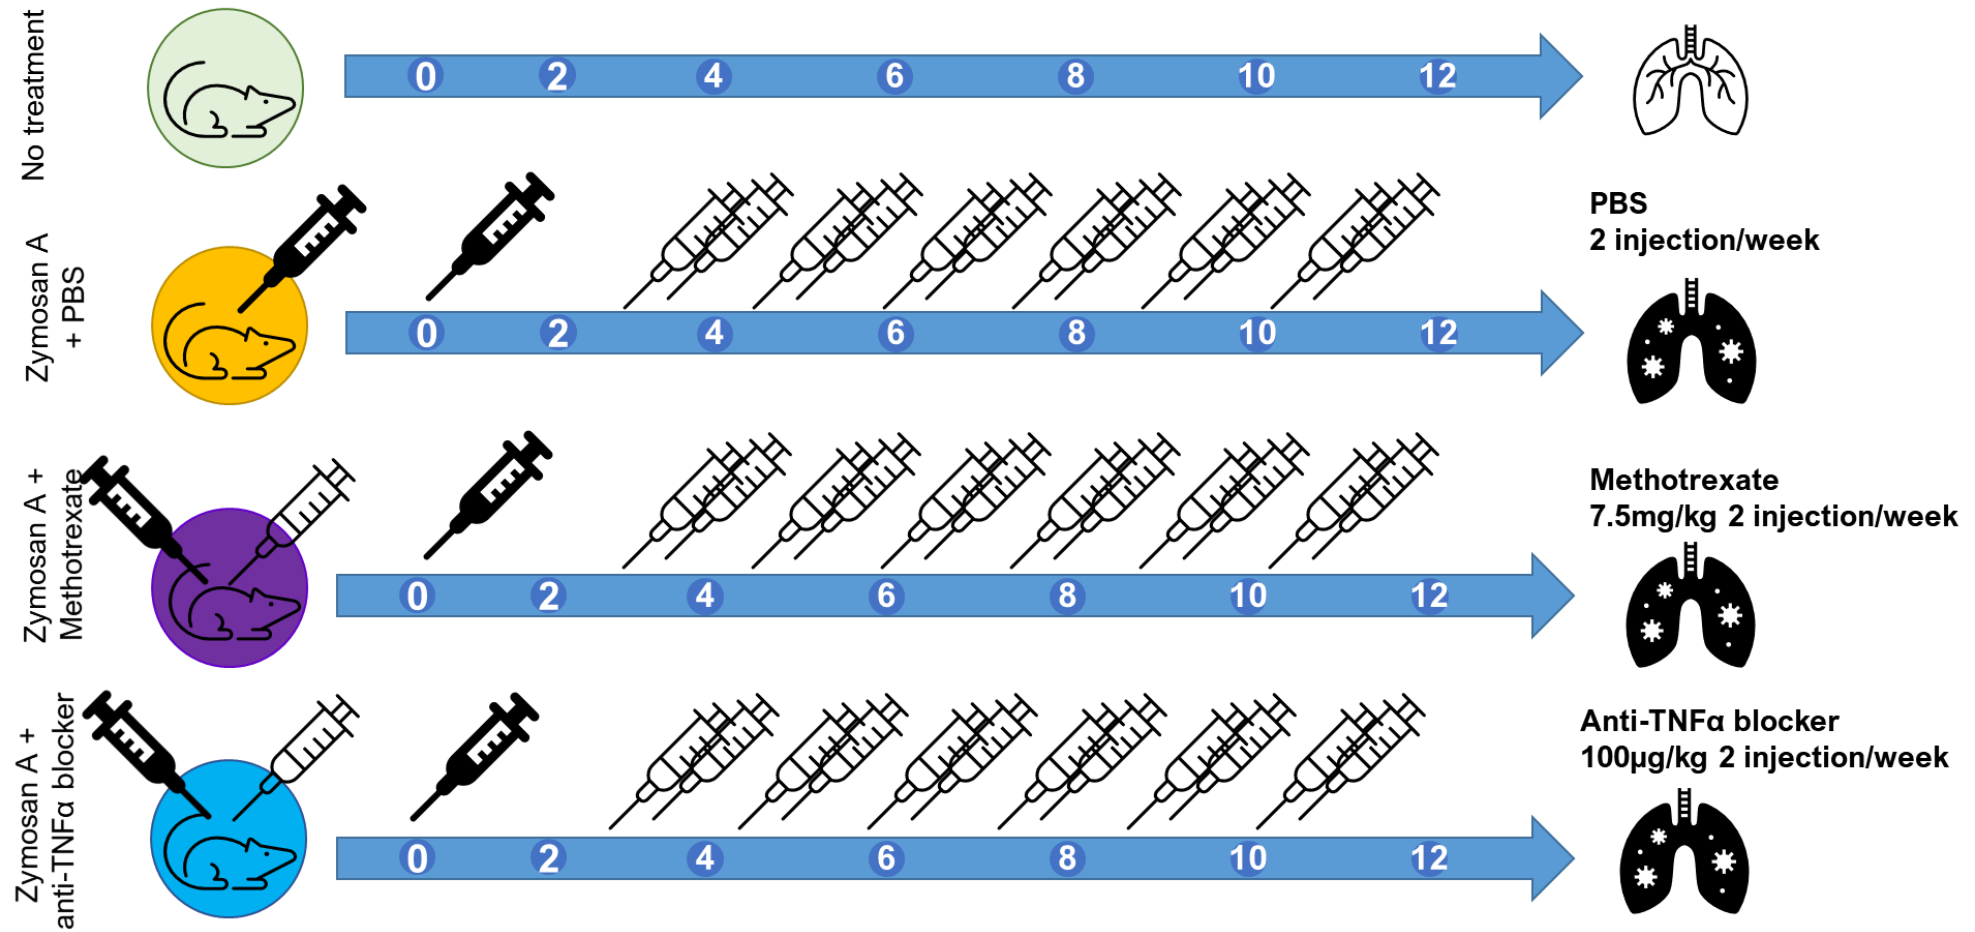 No treatment
0 2 4 6 8 10 12
Zymosan A
+ PBS
0 2 4 6 8 10 12
PBS
2 injection/week
Zymosan A +
Methotrexate
0 2 4 6 8 10 12
Methotrexate
7.5mg/kg 2 injection/week
Zymosan A +
anti-TNFα blocker
0 2 4 6 8 10 12
Anti-TNFα blocker
100μg/kg 2 injection/week